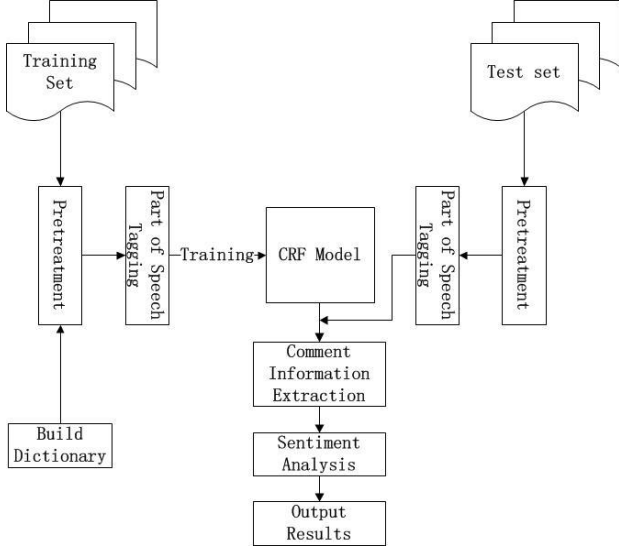 Training
Set
Test set
Pretreatment
Part of Speech
Tagging
Training
CRF Model
Part of Speech
Tagging
Pretreatment
Comment
Information
Extraction
Build
Dictionary
Sentiment
Analysis
Output
Results